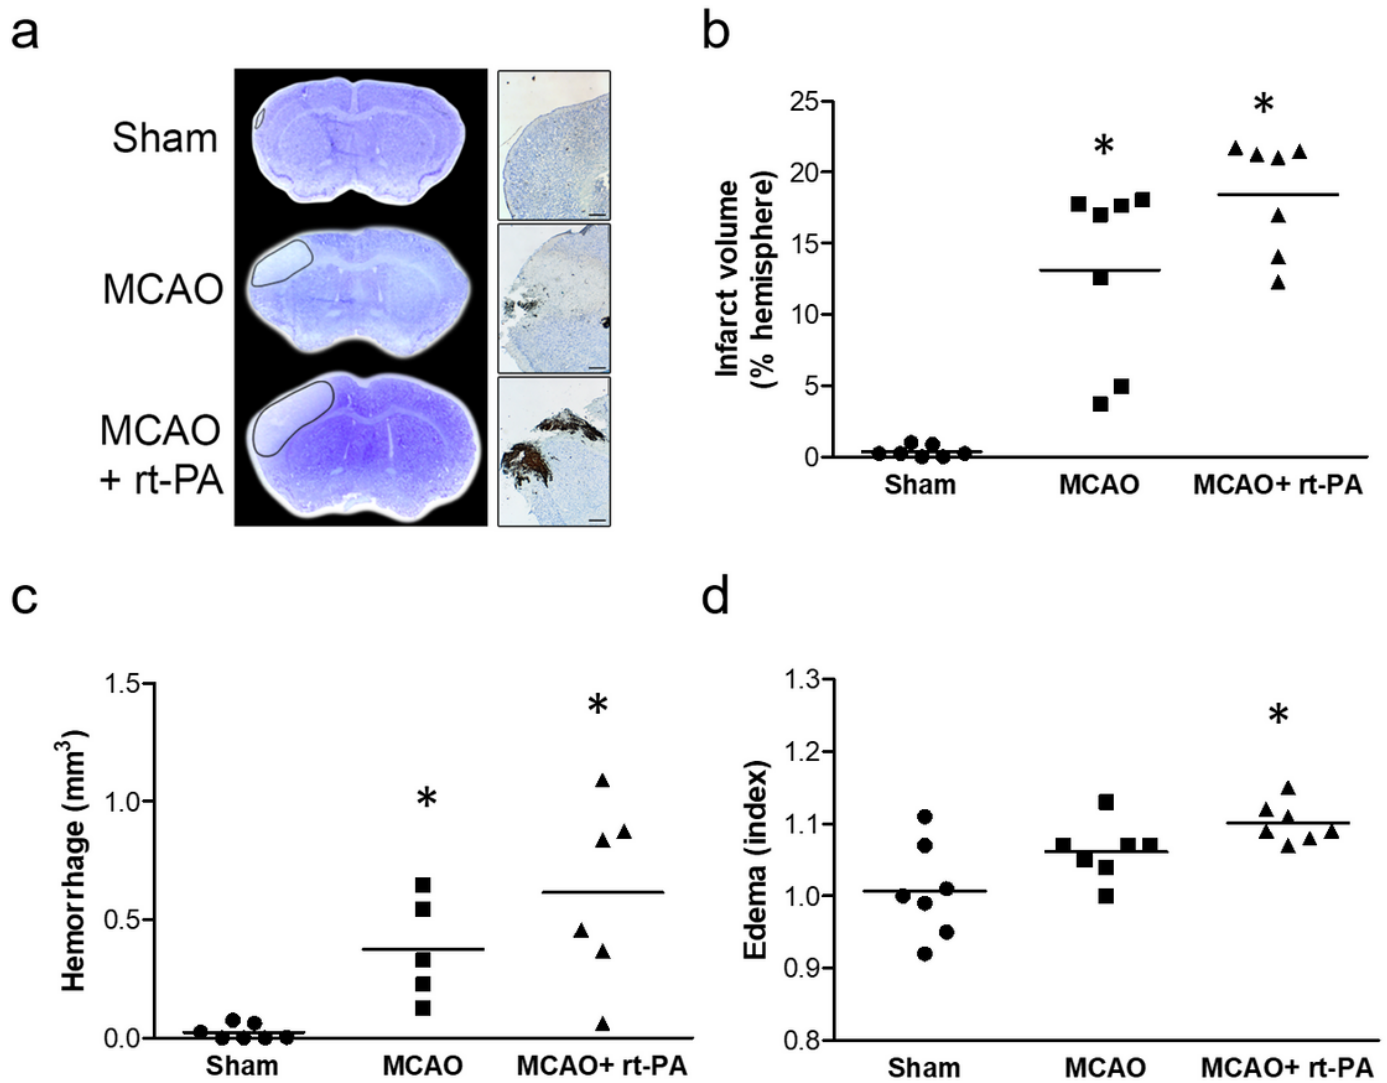 a
Sham
MCAO
MCAO
+ rt-PA
b
Infarct volume
(% hemisphere)
25
20
15
10
5
0
*
*
Sham
MCAO
MCAO+ rt-PA
c
Hemorrhage (mm³)
1.5
1.0
0.5
0.0
*
*
Sham
MCAO
MCAO+ rt-PA
d
Edema (index)
1.3
1.2
1.1
1.0
0.9
0.8
*
Sham
MCAO
MCAO+ rt-PA